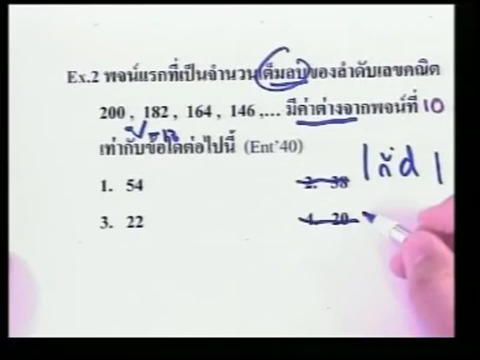 Ex.2 พจน์แรกที่เป็นจำนวนเต็มลบของลำดับเลขคณิต
200 , 182 , 164 , 146 ,... มีค่าต่างจากพจน์ที่ 10
-18
เท่ากับข้อใดต่อไปนี้ (Ent'40)
1. 54 2. 38
3. 22 4. 20